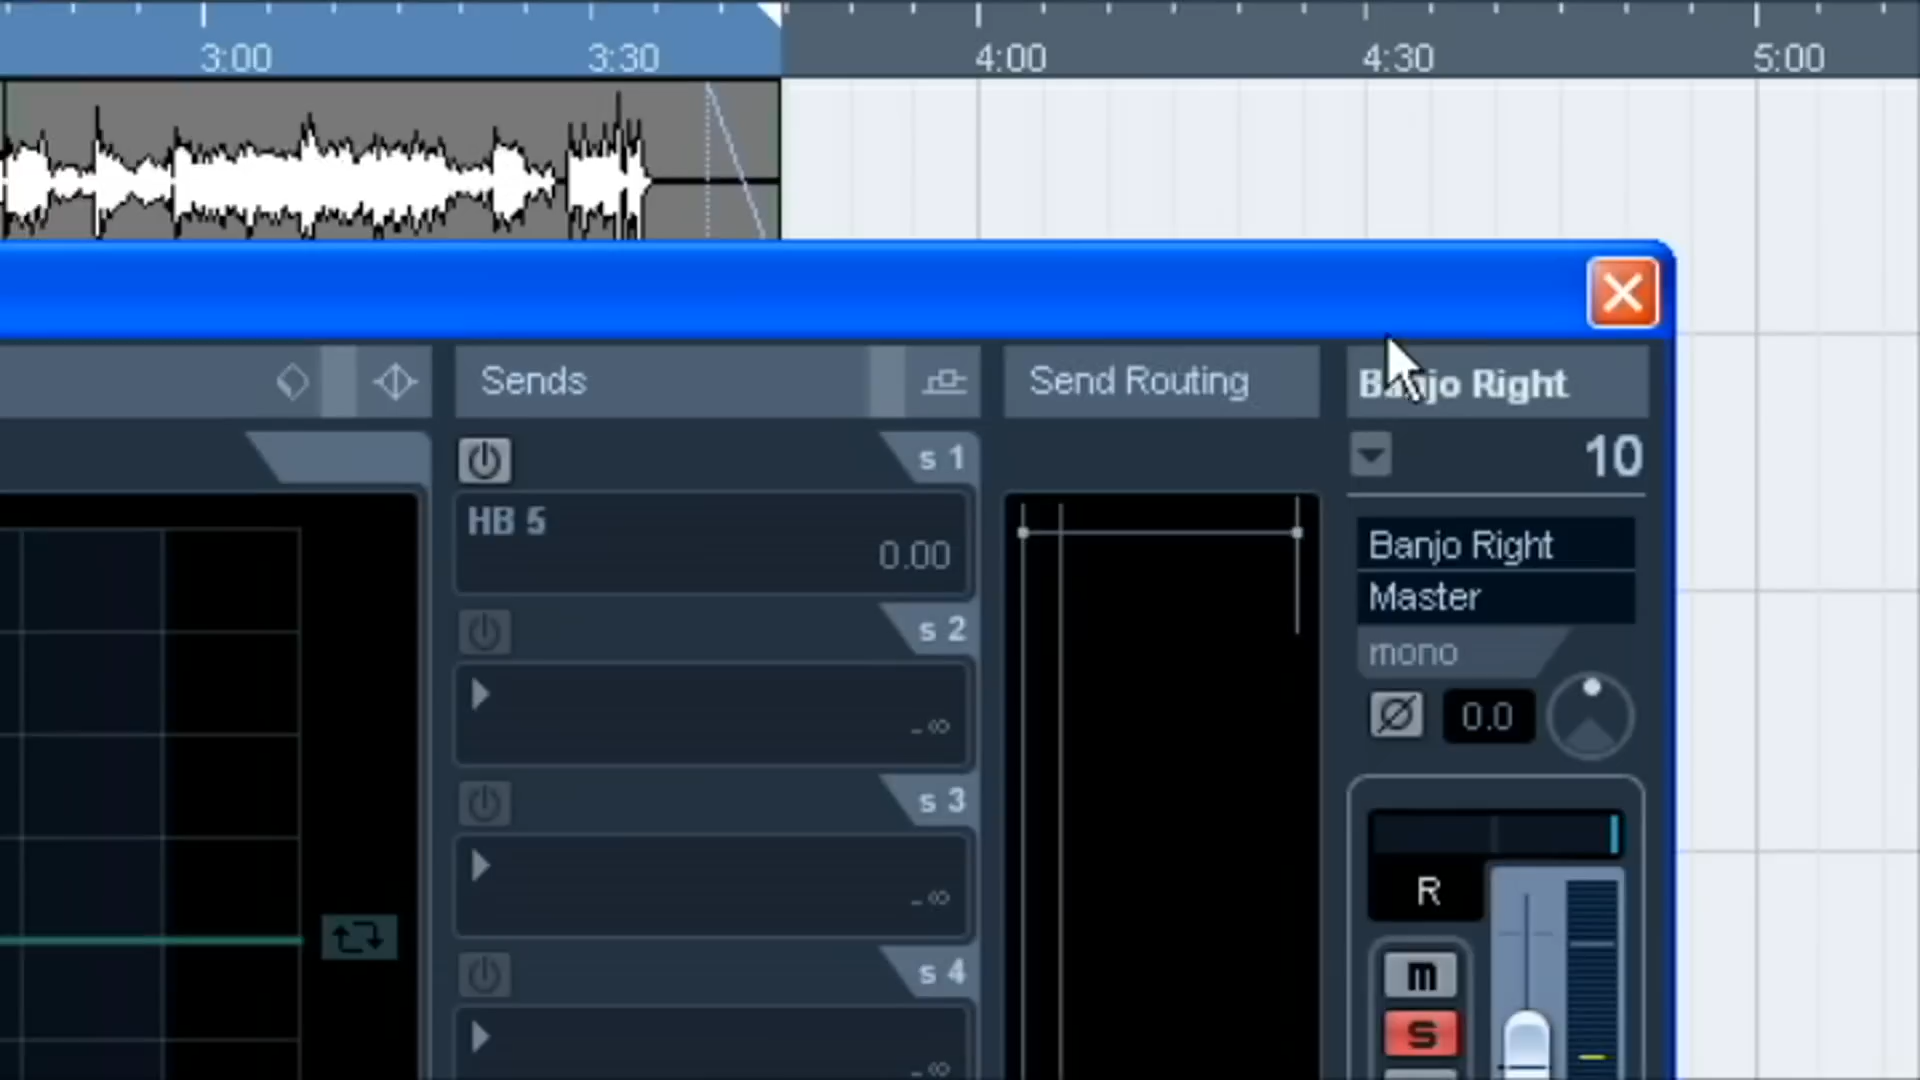 3:00 3:30 4:00 4:30 5:00
Sends Send Routing Banjo Right
s 1 10
HB 5
0.00
Banjo Right
Master
s 2
mono
-∞ 0.0
s 3
-∞ R
s 4 m
S
-∞